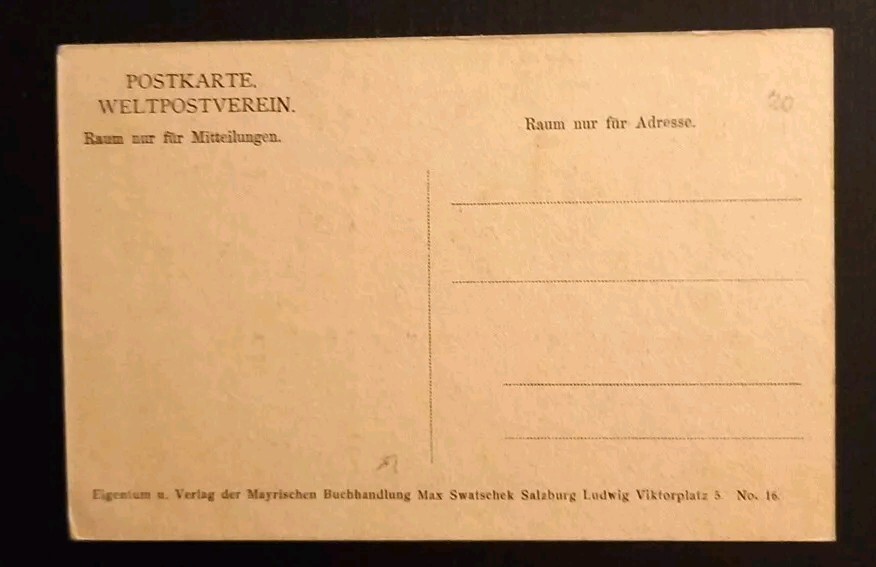 POSTKARTE.
WELTPOSTVEREIN.
Raum nur für Mitteilungen.
20
Raum nur für Adresse.
Eigentum u. Verlag der Mayrischen Buchhandlung Max Swatschek Salzburg Ludwig Viktorplatz 5. No. 16.